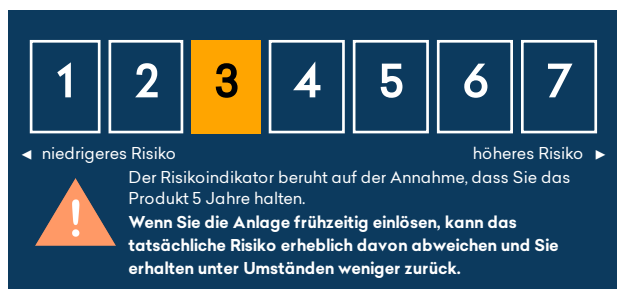 1 2 3 4 5 6 7
◄ niedrigeres Risiko höheres Risiko ►
Der Risikoindikator beruht auf der Annahme, dass Sie das
Produkt 5 Jahre halten.
Wenn Sie die Anlage frühzeitig einlösen, kann das
tatsächliche Risiko erheblich davon abweichen und Sie
erhalten unter Umständen weniger zurück.
!